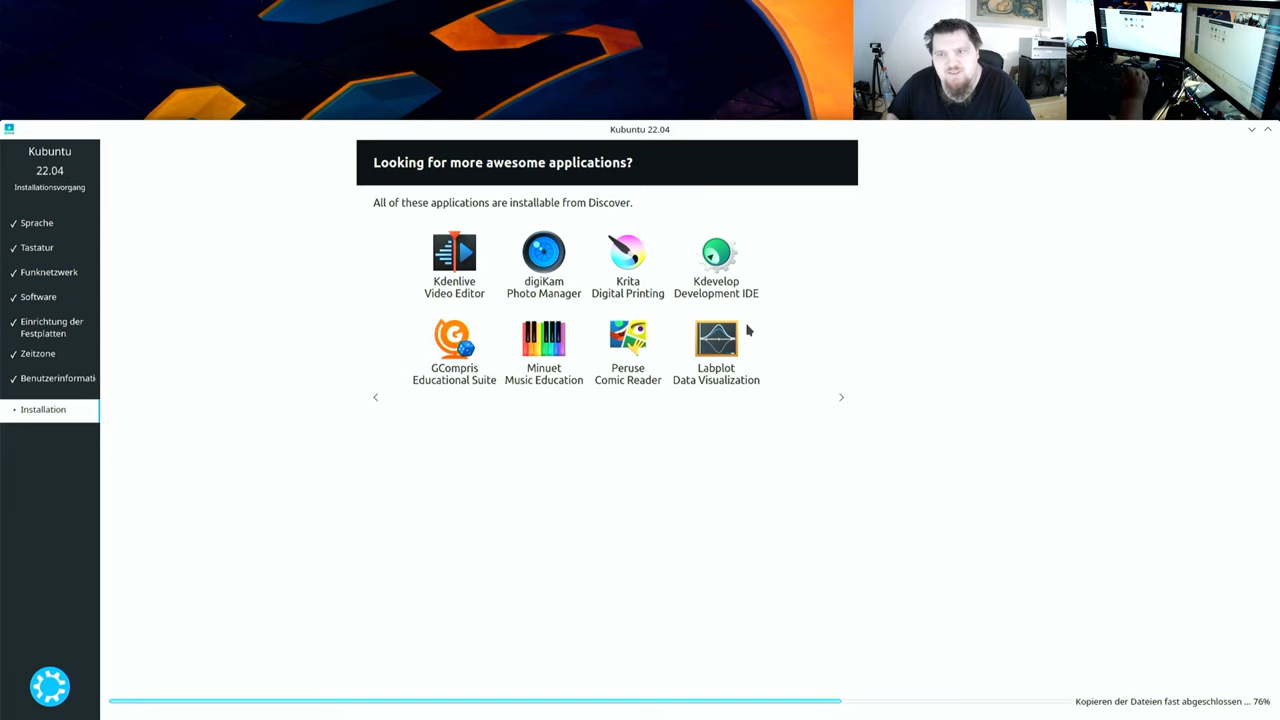 Kubuntu 22.04
Kubuntu
22.04
Installationsvorgang
✓ Sprache
✓ Tastatur
✓ Funknetzwerk
✓ Software
✓ Einrichtung der
Festplatten
✓ Zeitzone
✓ Benutzerinformati
• Installation
Looking for more awesome applications?
All of these applications are installable from Discover.
Kdenlive
Video Editor
digiKam
Photo Manager
Krita
Digital Printing
Kdevelop
Development IDE
GCompris
Educational Suite
Minuet
Music Education
Peruse
Comic Reader
Labplot
Data Visualization
Kopieren der Dateien fast abgeschlossen ... 76%